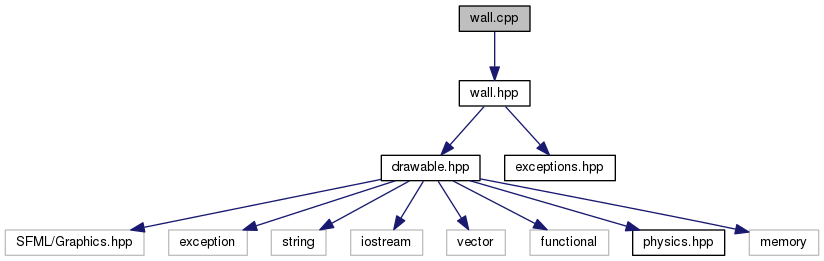 wall.cpp
wall.hpp
drawable.hpp
exceptions.hpp
SFML/Graphics.hpp
exception
string
iostream
vector
functional
physics.hpp
memory